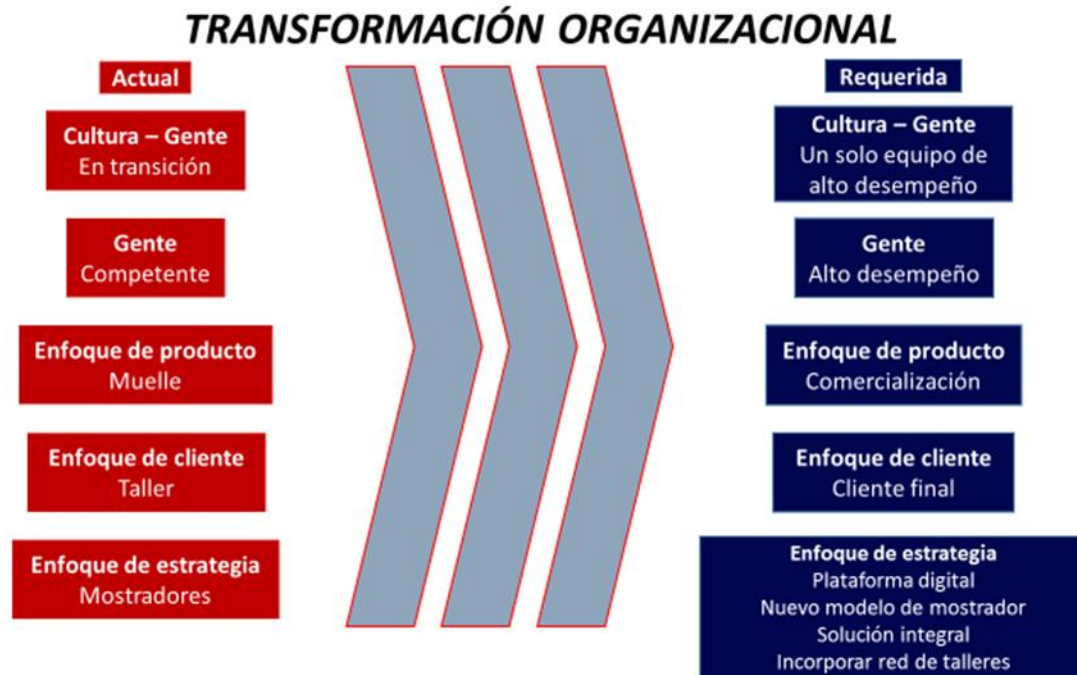 TRANSFORMACIÓN ORGANIZACIONAL
Actual
Cultura – Gente
En transición
Gente
Competente
Enfoque de producto
Muelle
Enfoque de cliente
Taller
Enfoque de estrategia
Mostradores
Requerida
Cultura – Gente
Un solo equipo de
alto desempeño
Gente
Alto desempeño
Enfoque de producto
Comercialización
Enfoque de cliente
Cliente final
Enfoque de estrategia
Plataforma digital
Nuevo modelo de mostrador
Solución integral
Incorporar red de talleres